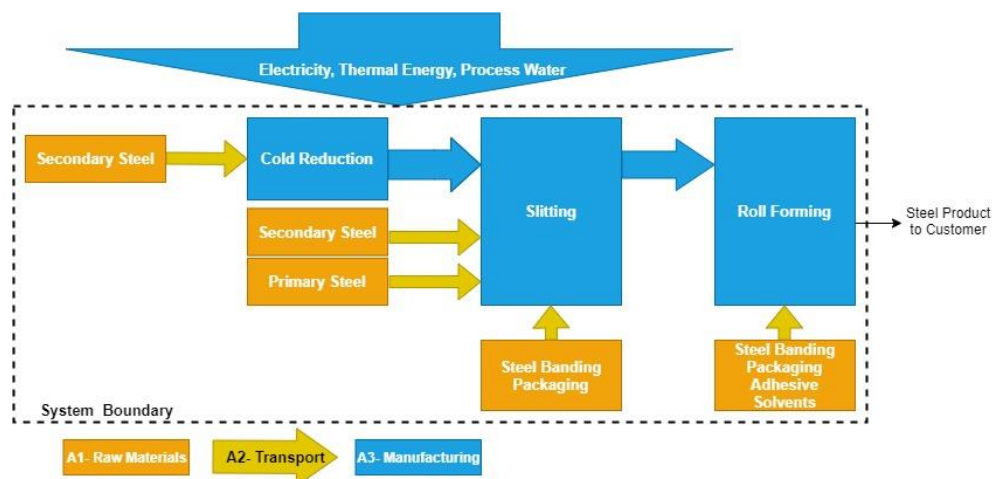 Electricity, Thermal Energy, Process Water
Secondary Steel
Cold Reduction
Slitting
Roll Forming
Steel Product
to Customer
Secondary Steel
Primary Steel
Steel Banding
Packaging
Steel Banding
Packaging
Adhesive
Solvents
System Boundary
A1- Raw Materials
A2- Transport
A3- Manufacturing